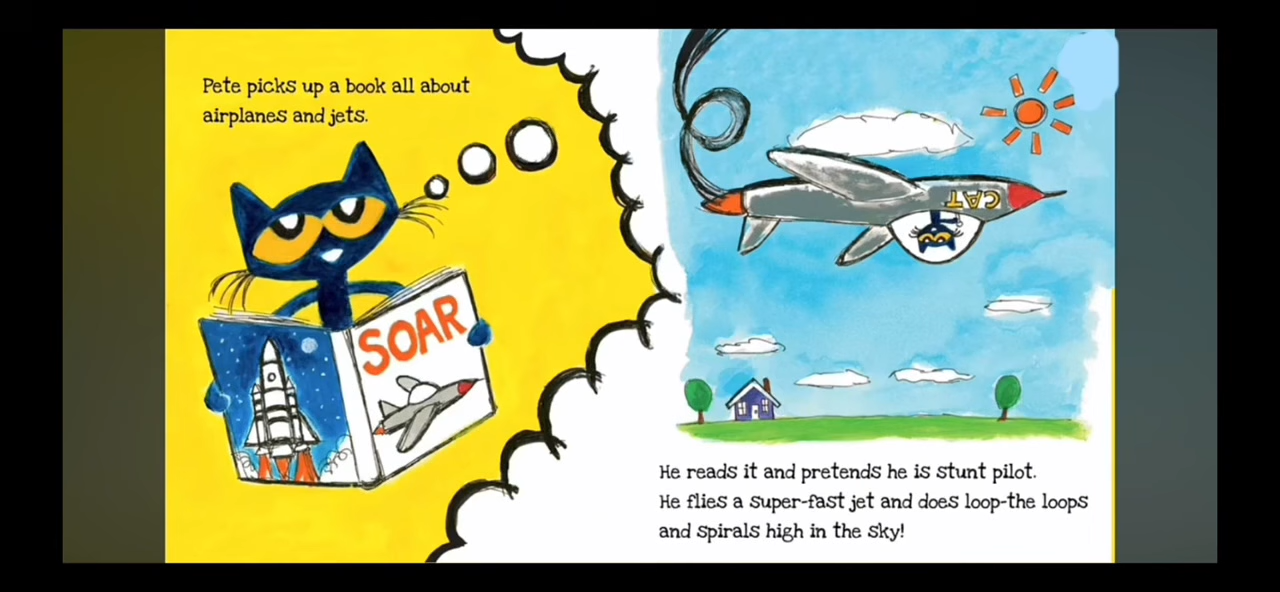 Pete picks up a book all about
airplanes and jets.
SOAR
CAT
He reads it and pretends he is stunt pilot.
He flies a super-fast jet and does loop-the loops
and spirals high in the sky!